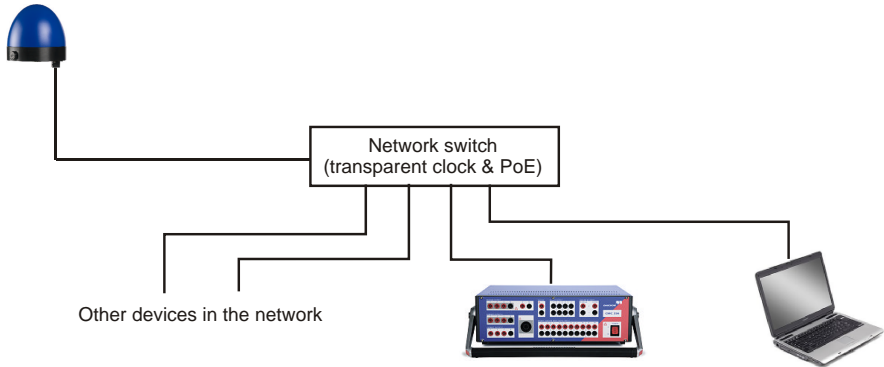 Network switch
(transparent clock & PoE)
Other devices in the network